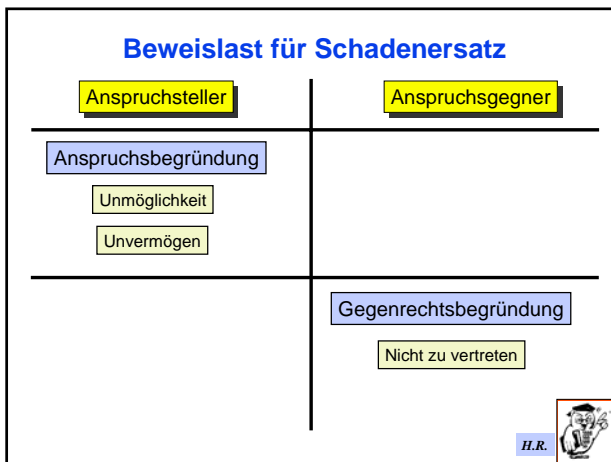 Beweislast für Schadenersatz
Anspruchsteller
Anspruchsgegner
Anspruchsbegründung
Unmöglichkeit
Unvermögen
Gegenrechtsbegründung
Nicht zu vertreten
H.R.